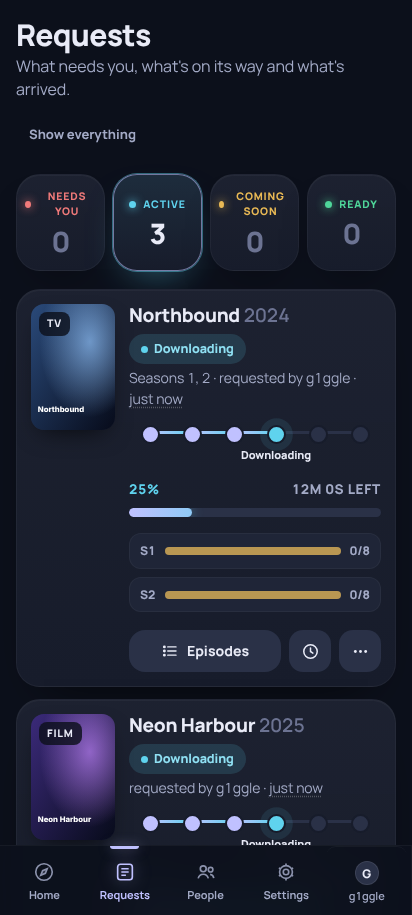 Requests
What needs you, what's on its way and what's
arrived.
Show everything
NEEDS
YOU
0
ACTIVE
3
COMING
SOON
0
READY
0
TV
Northbound
Northbound 2024
Downloading
Seasons 1, 2 · requested by g1ggle ·
just now
Downloading
25%
12M 0S LEFT
S1
0/8
S2
0/8
Episodes
FILM
Neon Harbour
Neon Harbour 2025
Downloading
requested by g1ggle · just now
Downloading
Home
Requests
People
Settings
G
g1ggle